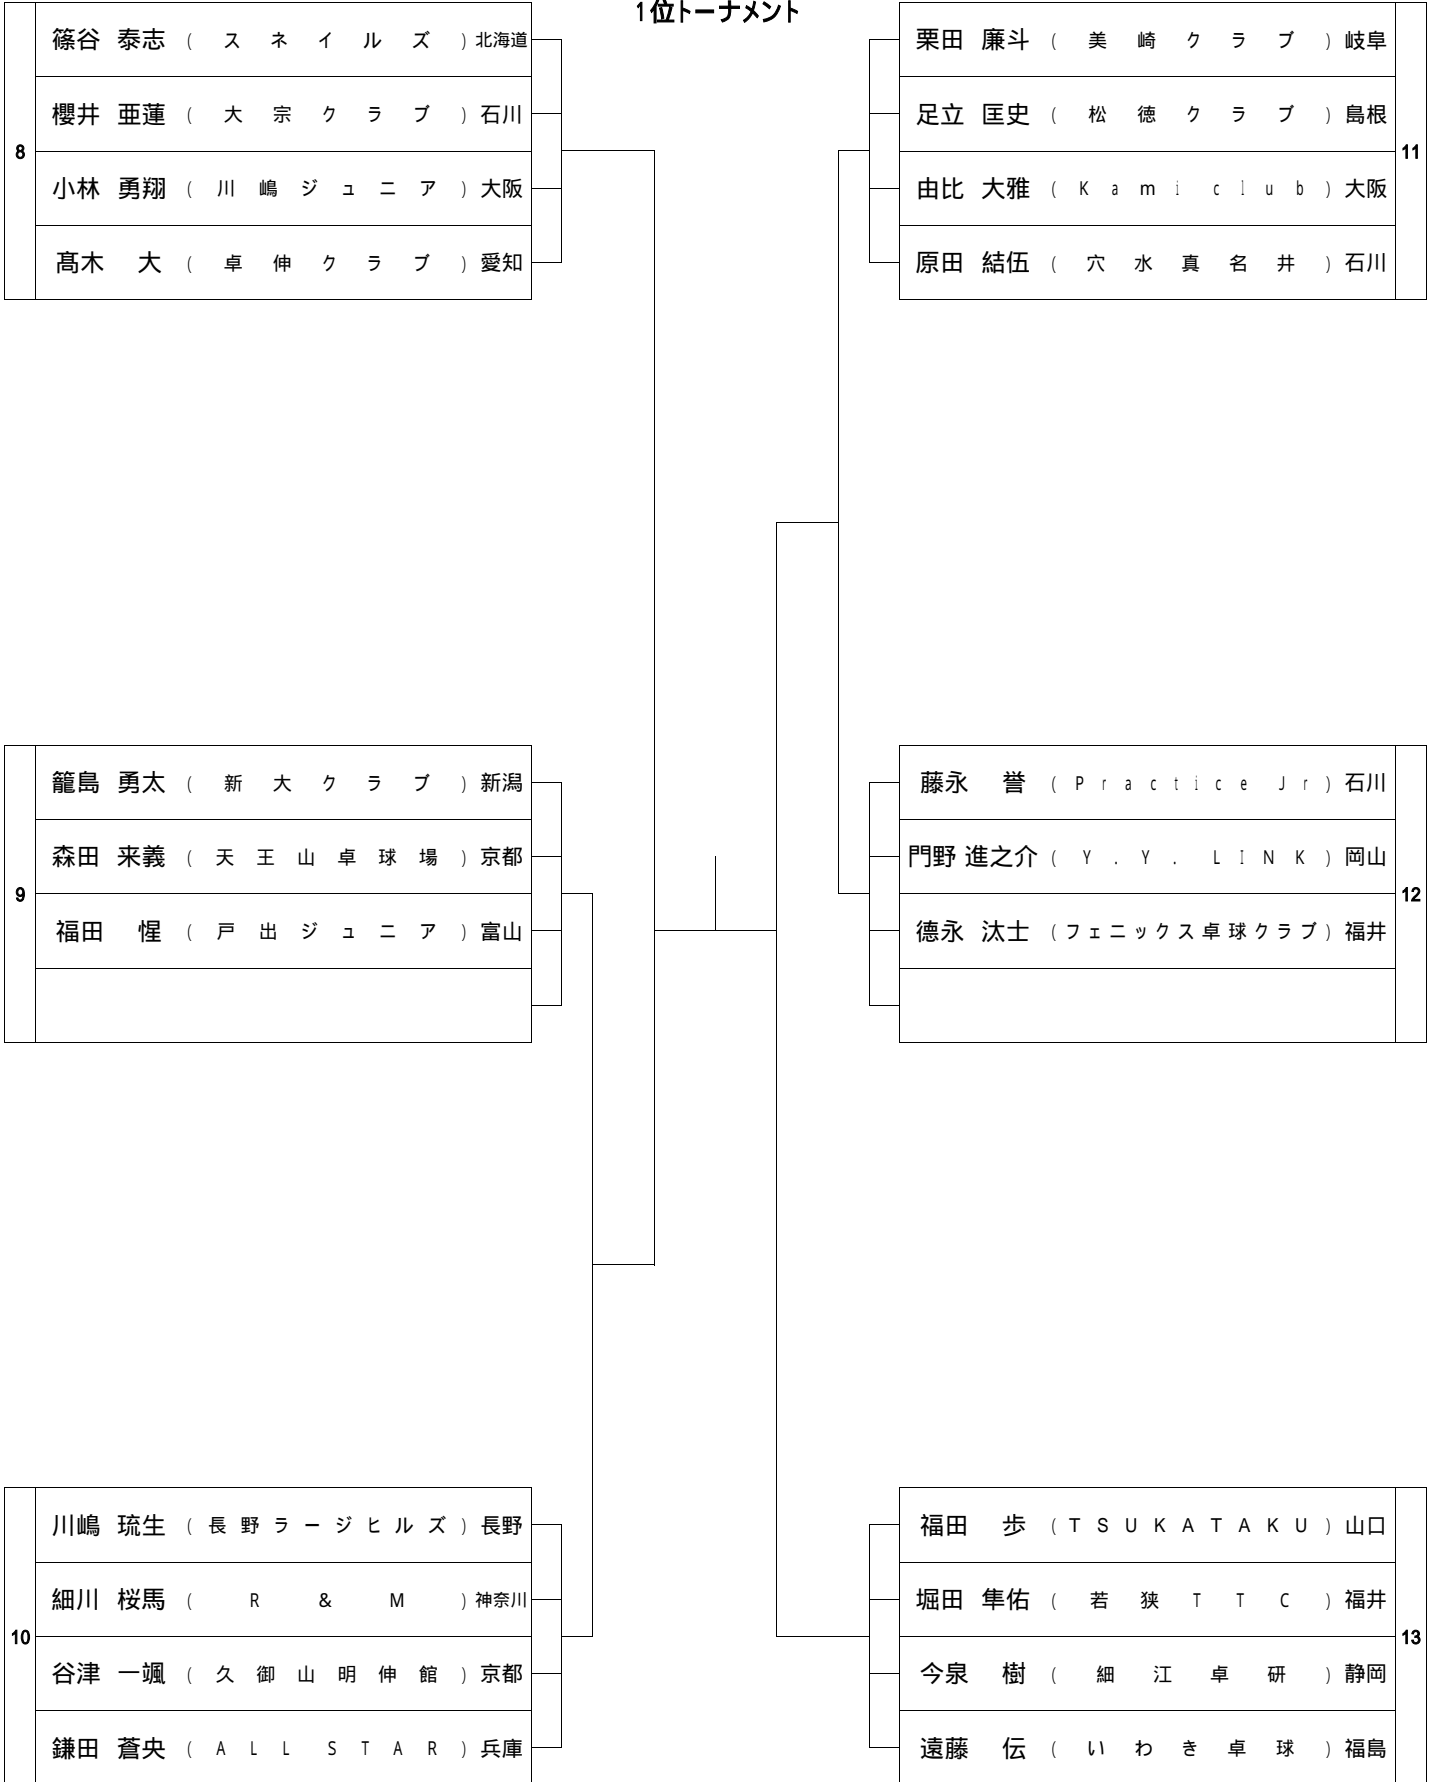 1位トーナメント
8
篠谷 泰志 (スネイルズ) 北海道
櫻井 亜蓮 (大宗クラブ) 石川
小林 勇翔 (川嶋ジュニア) 大阪
髙木 大 (卓伸クラブ) 愛知
11
栗田 廉斗 (美崎クラブ) 岐阜
足立 匡史 (松徳クラブ) 島根
由比 大雅 (Kami club) 大阪
原田 結伍 (穴水真名井) 石川
9
籠島 勇太 (新大クラブ) 新潟
森田 来義 (天王山卓球場) 京都
福田 惺 (戸出ジュニア) 富山
12
藤永 誉 (Practice Jr) 石川
門野 進之介 (Y.Y. LINK) 岡山
德永 汰士 (フェニックス卓球クラブ) 福井
10
川嶋 琉生 (長野ラージヒルズ) 長野
細川 桜馬 (R&M) 神奈川
谷津 一颯 (久御山明伸館) 京都
鎌田 蒼央 (ALL STAR) 兵庫
13
福田 歩 (TSUKATAKU) 山口
堀田 隼佑 (若狭TTC) 福井
今泉 樹 (細江卓研) 静岡
遠藤 伝 (いわき卓球) 福島